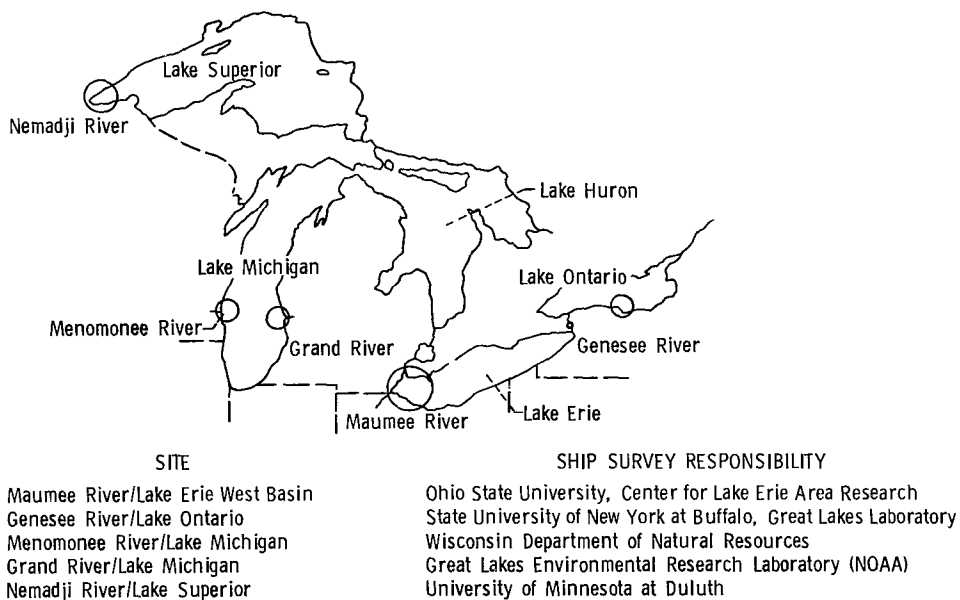 Lake Superior
Nemadji River
Lake Huron
Lake Michigan
Lake Ontario
Menomonee River
Grand River
Genesee River
Maumee River
Lake Erie
SITE
SHIP SURVEY RESPONSIBILITY
Maumee River/Lake Erie West Basin
Ohio State University, Center for Lake Erie Area Research
Genesee River/Lake Ontario
State University of New York at Buffalo, Great Lakes Laboratory
Menomonee River/Lake Michigan
Wisconsin Department of Natural Resources
Grand River/Lake Michigan
Great Lakes Environmental Research Laboratory (NOAA)
Nemadji River/Lake Superior
University of Minnesota at Duluth